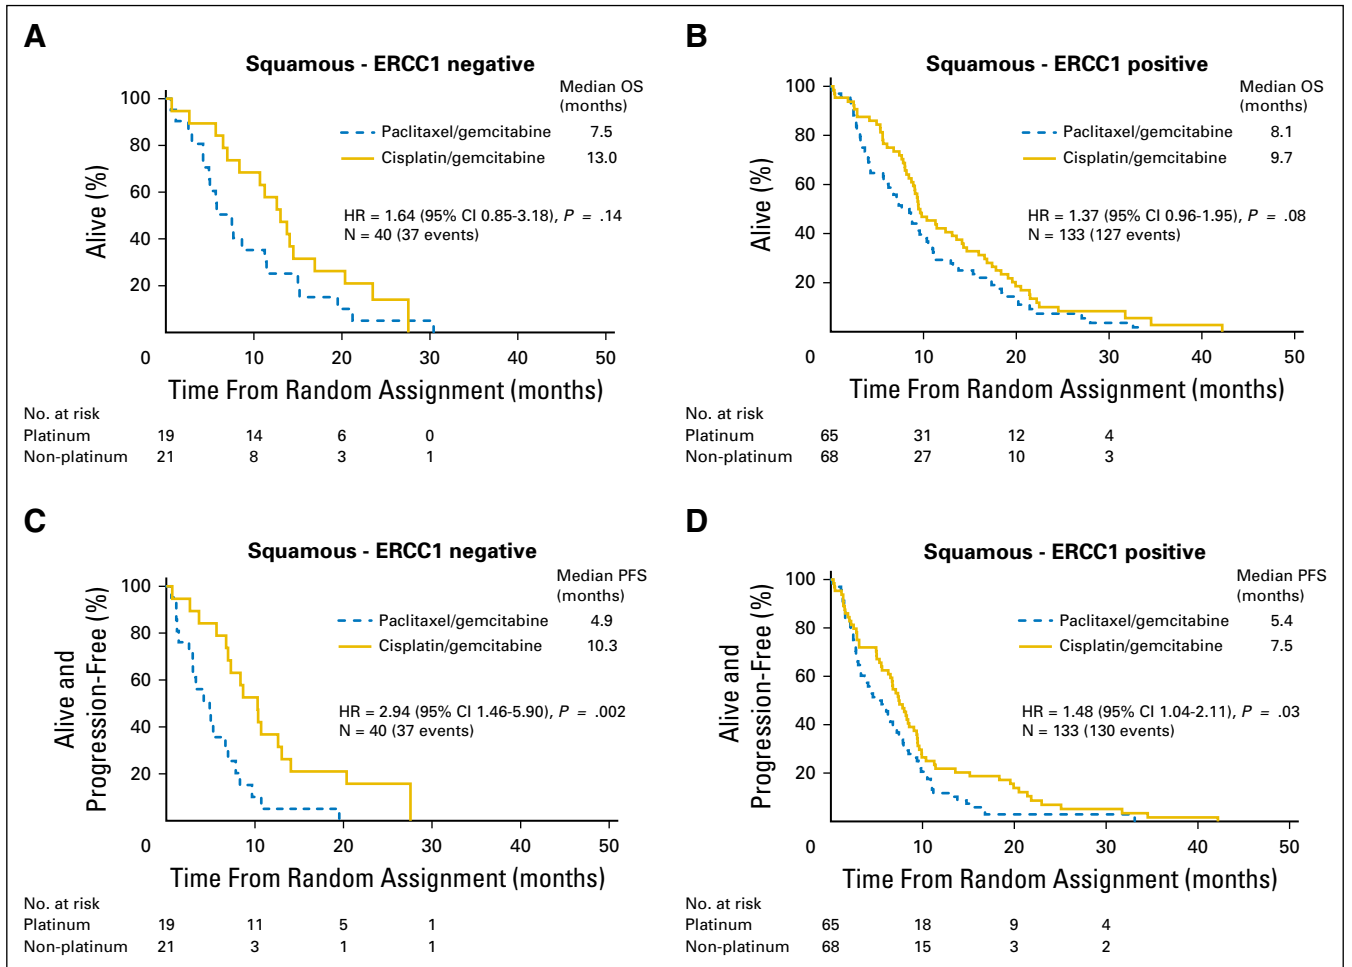 A
Squamous - ERCC1 negative
Median OS
(months)
Paclitaxel/gemcitabine 7.5
Cisplatin/gemcitabine 13.0
HR = 1.64 (95% CI 0.85-3.18), P = .14
N = 40 (37 events)
Alive (%)
100
80
60
40
20
0 10 20 30 40 50
Time From Random Assignment (months)
No. at risk
Platinum 19 14 6 0
Non-platinum 21 8 3 1
B
Squamous - ERCC1 positive
Median OS
(months)
Paclitaxel/gemcitabine 8.1
Cisplatin/gemcitabine 9.7
HR = 1.37 (95% CI 0.96-1.95), P = .08
N = 133 (127 events)
Alive (%)
100
80
60
40
20
0 10 20 30 40 50
Time From Random Assignment (months)
No. at risk
Platinum 65 31 12 4
Non-platinum 68 27 10 3
C
Squamous - ERCC1 negative
Median PFS
(months)
Paclitaxel/gemcitabine 4.9
Cisplatin/gemcitabine 10.3
HR = 2.94 (95% CI 1.46-5.90), P = .002
N = 40 (37 events)
Alive and
Progression-Free (%)
100
80
60
40
20
0 10 20 30 40 50
Time From Random Assignment (months)
No. at risk
Platinum 19 11 5 1
Non-platinum 21 3 1 1
D
Squamous - ERCC1 positive
Median PFS
(months)
Paclitaxel/gemcitabine 5.4
Cisplatin/gemcitabine 7.5
HR = 1.48 (95% CI 1.04-2.11), P = .03
N = 133 (130 events)
Alive and
Progression-Free (%)
100
80
60
40
20
0 10 20 30 40 50
Time From Random Assignment (months)
No. at risk
Platinum 65 18 9 4
Non-platinum 68 15 3 2